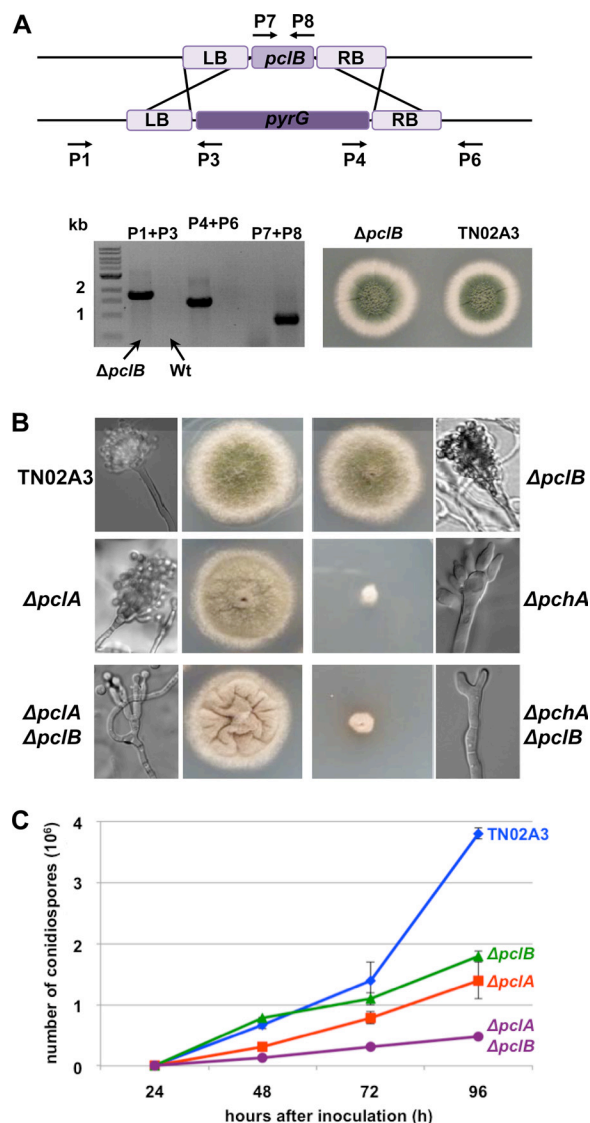 A
P7 P8
LB pclB RB
LB pyrG RB
P1 P3 P4 P6
kb P1+P3 P4+P6 P7+P8
2
1
ΔpclB Wt
ΔpclB TN02A3
B
TN02A3 ΔpclB
ΔpclA ΔpchA
ΔpclA ΔpchA
ΔpclB ΔpclB
C
number of conidiospores (10⁶)
4
3
2
1
0
TN02A3
ΔpclB
ΔpclA
ΔpclA
ΔpclB
24 48 72 96
hours after inoculation (h)